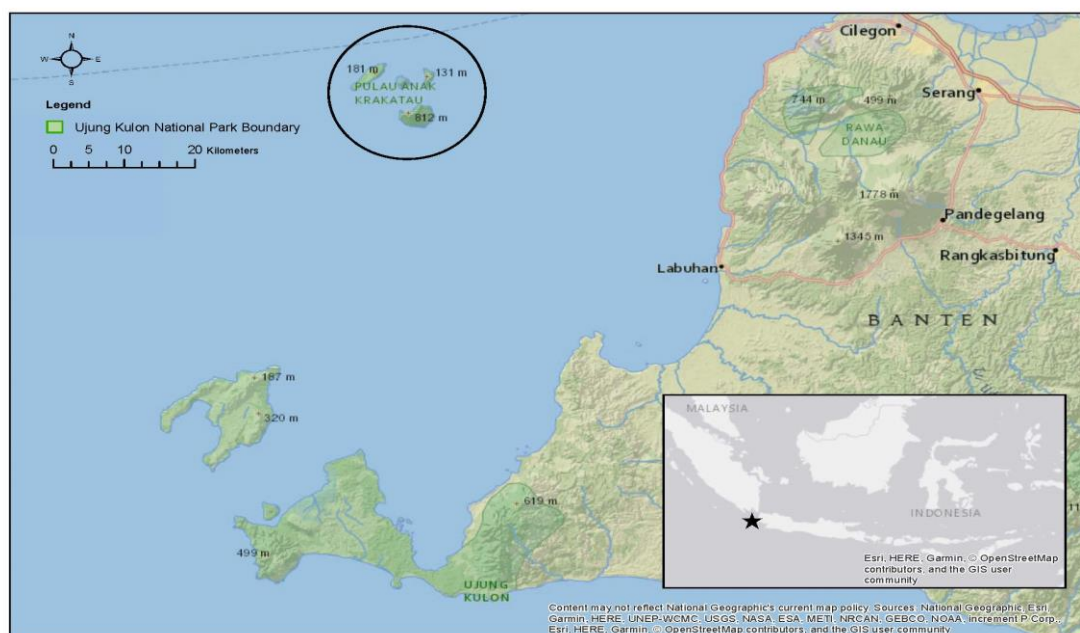 N
W E
S
Legend
Ujung Kulon National Park Boundary
0 5 10 20 Kilometers
181 m
131 m
PULAU ANAK
KRAKATAU
812 m
Cilegon
Serang
744 m
499 m
RAWA
DANAU
1778 m
Pandegelang
1345 m
Rangkasbitung
Labuhan
BANTEN
187 m
320 m
619 m
499 m
UJUNG
KULON
MALAYSIA
INDONESIA
Esri, HERE, Garmin, © OpenStreetMap
contributors, and the GIS user
community
Content may not reflect National Geographic's current map policy. Sources: National Geographic, Esri,
Garmin, HERE, UNEP-WCMC, USGS, NASA, ESA, METI, NRCAN, GEBCO, NOAA, increment P Corp.,
Esri, HERE, Garmin, © OpenStreetMap contributors, and the GIS user community